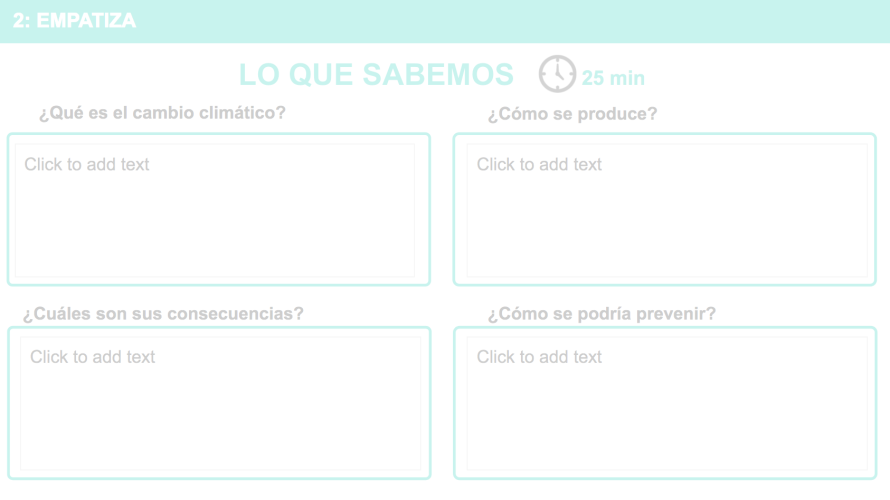 2: EMPATIZA
LO QUE SABEMOS 25 min
¿Qué es el cambio climático?
¿Cómo se produce?
Click to add text
Click to add text
¿Cuáles son sus consecuencias?
¿Cómo se podría prevenir?
Click to add text
Click to add text